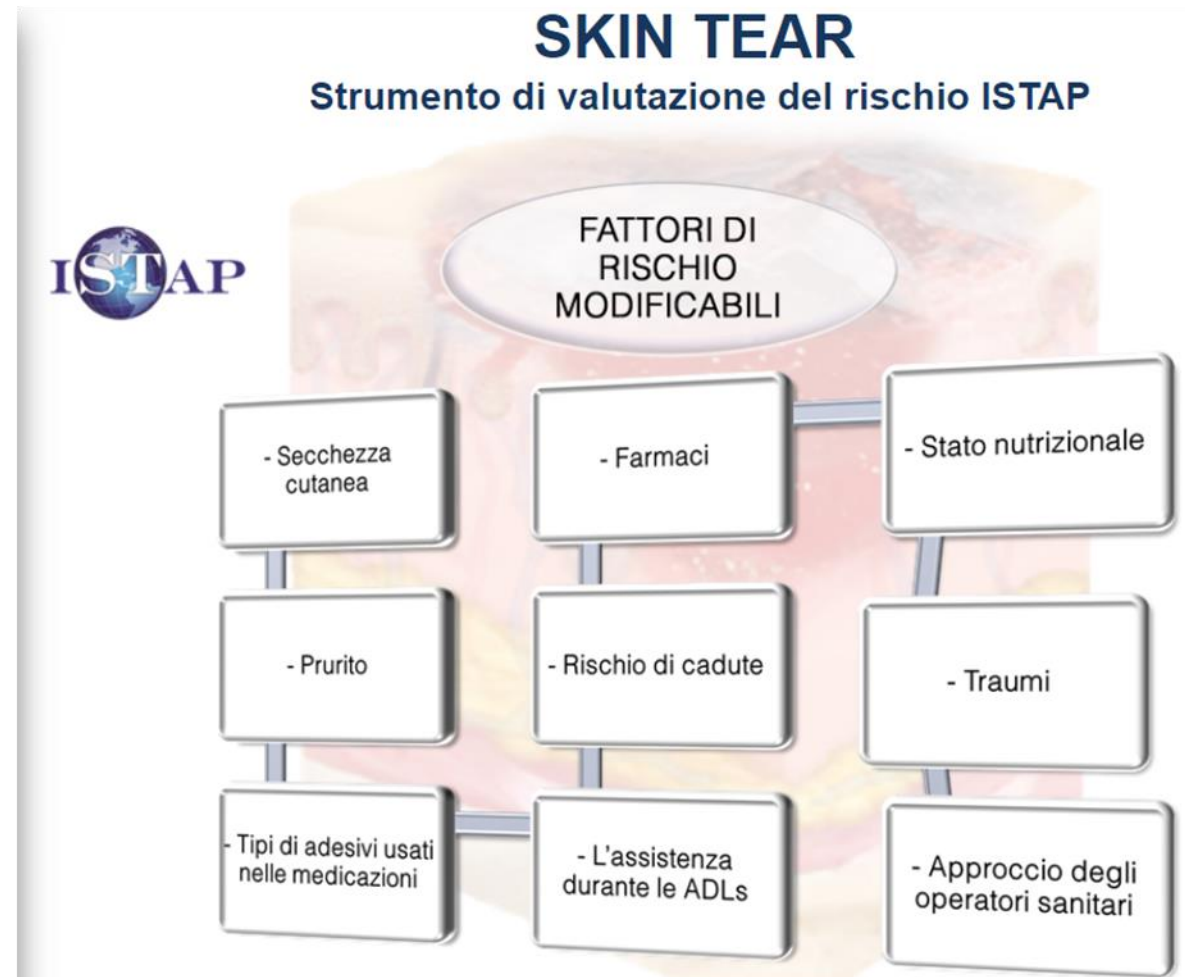 SKIN TEAR
Strumento di valutazione del rischio ISTAP
ISTAP
FATTORI DI
RISCHIO
MODIFICABILI
- Secchezza
cutanea
- Prurito
- Tipi di adesivi usati
nelle medicazioni
- L'assistenza
durante le ADLs
- Rischio di cadute
- Farmaci
- Stato nutrizionale
- Traumi
- Approccio degli
operatori sanitari